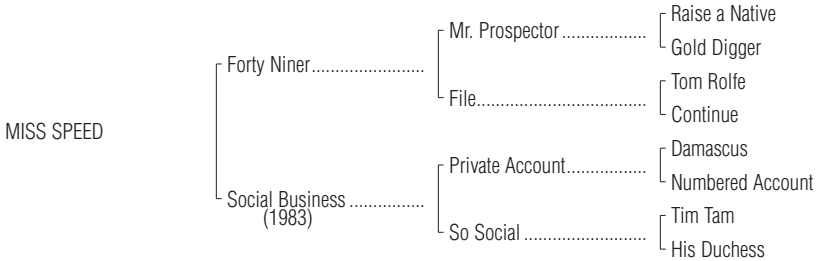 Raise a Native
Mr. Prospector ..................
Gold Digger
Forty Niner........................
Tom Rolfe
File....................................
Continue
MISS SPEED
Damascus
Private Account.................
Numbered Account
Social Business ................
(1983)
Tim Tam
So Social ..........................
His Duchess